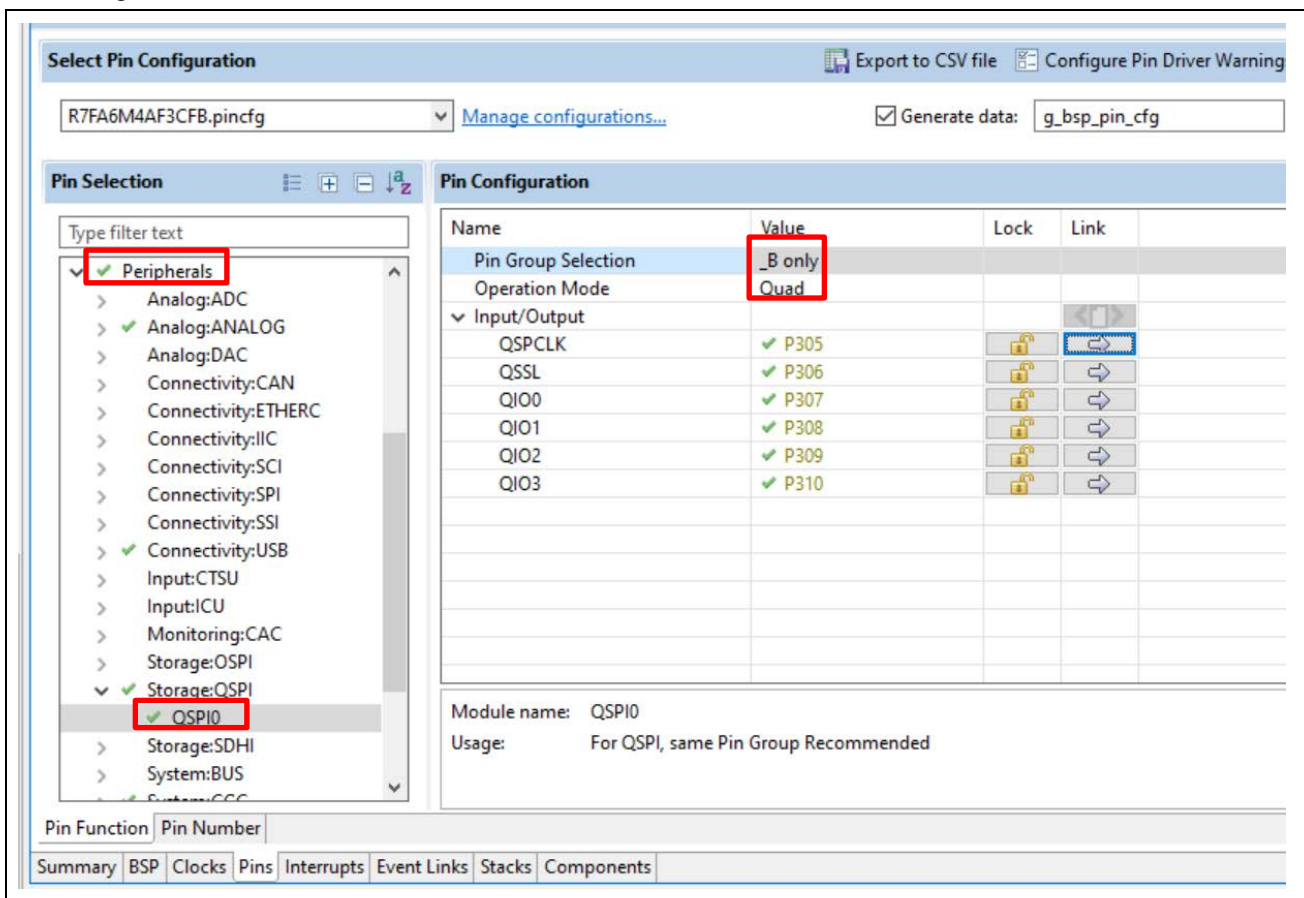 Select Pin Configuration
Export to CSV file
Configure Pin Driver Warning
R7FA6M4AF3CFB.pincfg
Manage configurations...
Generate data:
g_bsp_pin_cfg
Pin Selection
Pin Configuration
Type filter text
Peripherals
Analog:ADC
Analog:ANALOG
Analog:DAC
Connectivity:CAN
Connectivity:ETHERC
Connectivity:IIC
Connectivity:SCI
Connectivity:SPI
Connectivity:SSI
Connectivity:USB
Input:CTSU
Input:ICU
Monitoring:CAC
Storage:OSPI
Storage:QSPI
QSPI0
Storage:SDHI
System:BUS
Name Value Lock Link
Pin Group Selection _B only
Operation Mode Quad
Input/Output
QSPCLK P305
QSSL P306
QIO0 P307
QIO1 P308
QIO2 P309
QIO3 P310
Module name: QSPI0
Usage: For QSPI, same Pin Group Recommended
Pin Function Pin Number
Summary BSP Clocks Pins Interrupts Event Links Stacks Components